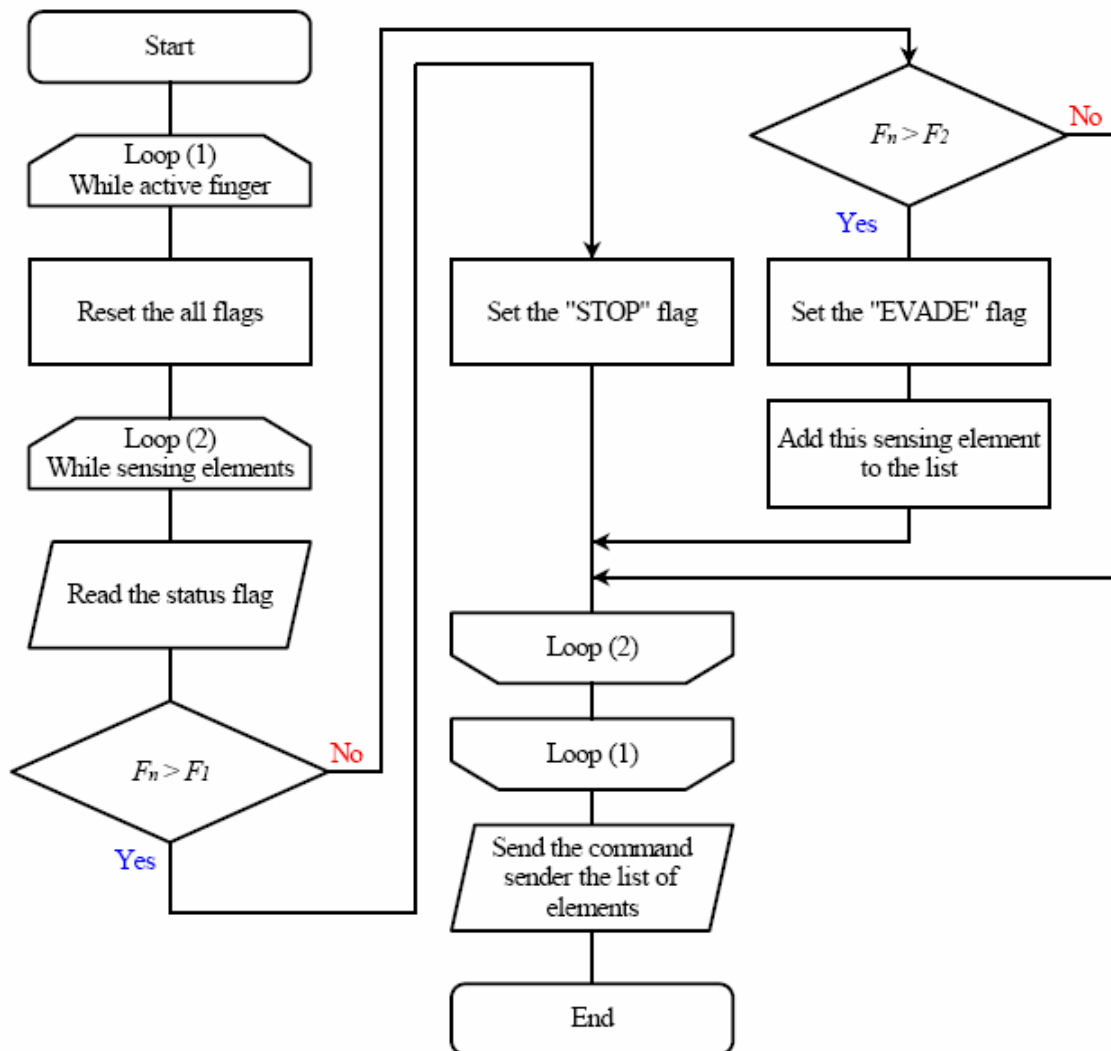 Start
Loop (1)
While active finger
Reset the all flags
Loop (2)
While sensing elements
Read the status flag
Fn > F1
No
Yes
Set the "STOP" flag
Fn > F2
No
Yes
Set the "EVADE" flag
Add this sensing element
to the list
Loop (2)
Loop (1)
Send the command
sender the list of
elements
End